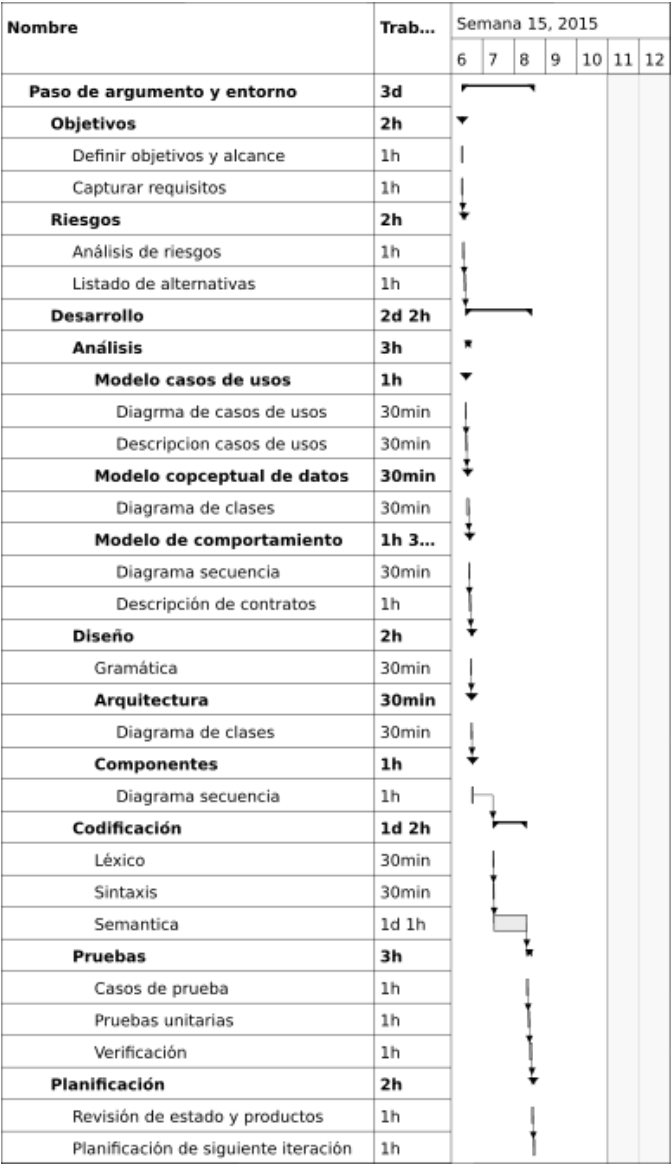 Nombre Trab... Semana 15, 2015
6 7 8 9 10 11 12
Paso de argumento y entorno 3d
Objetivos 2h
Definir objetivos y alcance 1h
Capturar requisitos 1h
Riesgos 2h
Análisis de riesgos 1h
Listado de alternativas 1h
Desarrollo 2d 2h
Análisis 3h
Modelo casos de usos 1h
Diagrma de casos de usos 30min
Descripcion casos de usos 30min
Modelo copceptual de datos 30min
Diagrama de clases 30min
Modelo de comportamiento 1h 3...
Diagrama secuencia 30min
Descripción de contratos 1h
Diseño 2h
Gramática 30min
Arquitectura 30min
Diagrama de clases 30min
Componentes 1h
Diagrama secuencia 1h
Codificación 1d 2h
Léxico 30min
Sintaxis 30min
Semantica 1d 1h
Pruebas 3h
Casos de prueba 1h
Pruebas unitarias 1h
Verificación 1h
Planificación 2h
Revisión de estado y productos 1h
Planificación de siguiente iteración 1h